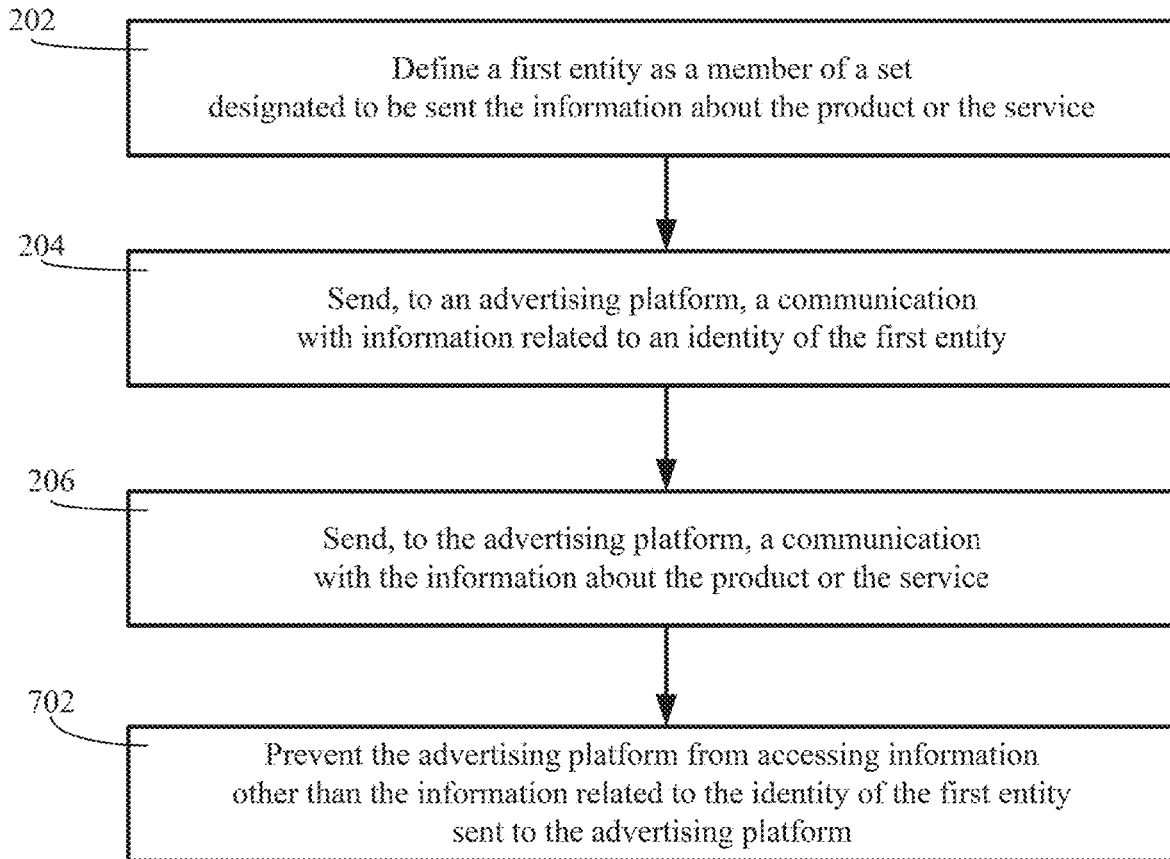 202
Define a first entity as a member of a set
designated to be sent the information about the product or the service
204
Send, to an advertising platform, a communication
with information related to an identity of the first entity
206
Send, to the advertising platform, a communication
with the information about the product or the service
702
Prevent the advertising platform from accessing information
other than the information related to the identity of the first entity
sent to the advertising platform